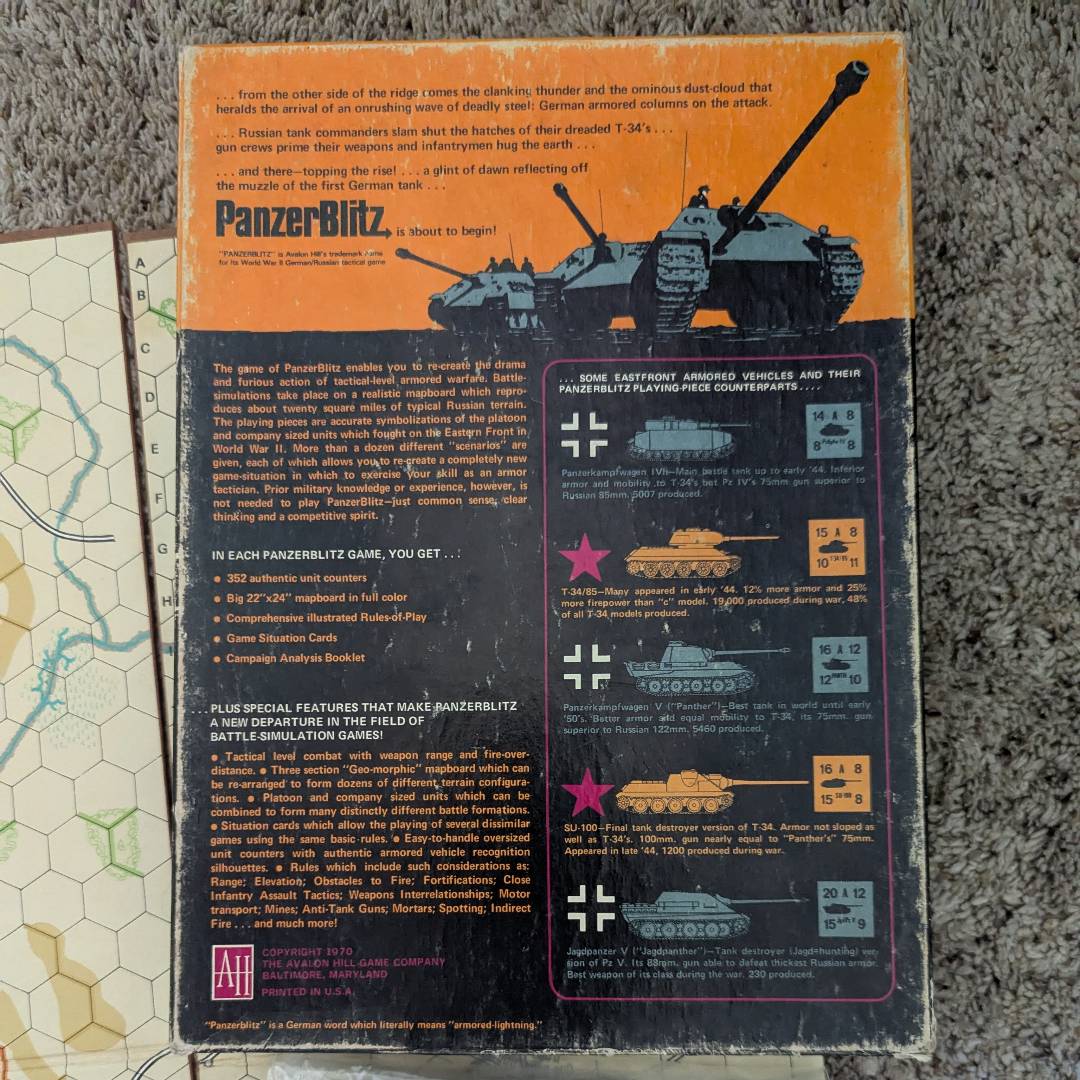 . . . from the other side of the ridge comes the clanking thunder and the ominous dust-cloud that
heralds the arrival of an onrushing wave of deadly steel: German armored columns on the attack.
. . . Russian tank commanders slam shut the hatches of their dreaded T-34's . . .
gun crews prime their weapons and infantrymen hug the earth . . .
. . . and there—topping the rise! . . . a glint of dawn reflecting off
the muzzle of the first German tank . . .
PanzerBlitz, is about to begin!
"PANZERBLITZ" is Avalon Hill's trademark name
for its World War II German/Russian tactical game
The game of PanzerBlitz enables you to re-create the drama
and furious action of tactical-level armored warfare. Battle-
simulations take place on a realistic mapboard which repro-
duces about twenty square miles of typical Russian terrain.
The playing pieces are accurate symbolizations of the platoon
and company sized units which fought on the Eastern Front in
World War II. More than a dozen different "scenarios" are
given, each of which allows you to re-create a completely new
game-situation in which to exercise your skill as an armor
tactician. Prior military knowledge or experience, however, is
not needed to play PanzerBlitz—just common sense, clear
thinking and a competitive spirit.
IN EACH PANZERBLITZ GAME, YOU GET . . .
● 352 authentic unit counters
● Big 22"x24" mapboard in full color
● Comprehensive illustrated Rules-of-Play
● Game Situation Cards
● Campaign Analysis Booklet
. . . PLUS SPECIAL FEATURES THAT MAKE PANZERBLITZ
A NEW DEPARTURE IN THE FIELD OF
BATTLE-SIMULATION GAMES!
● Tactical level combat with weapon range and fire-over-
distance. ● Three section "Geo-morphic" mapboard which can
be re-arranged to form dozens of different terrain configura-
tions. ● Platoon and company sized units which can be
combined to form many distinctly different battle formations.
● Situation cards which allow the playing of several dissimilar
games using the same basic rules. ● Easy-to-handle oversized
unit counters with authentic armored vehicle recognition
silhouettes. ● Rules which include such considerations as:
Range; Elevation; Obstacles to Fire; Fortifications; Close
Infantry Assault Tactics; Weapons Interrelationships; Motor
transport; Mines; Anti-Tank Guns; Mortars; Spotting; Indirect
Fire . . . and much more!
AH
COPYRIGHT 1970
THE AVALON HILL GAME COMPANY
BALTIMORE, MARYLAND
PRINTED IN U.S.A.
"Panzerblitz" is a German word which literally means "armored-lightning."
. . . SOME EASTFRONT ARMORED VEHICLES AND THEIR
PANZERBLITZ PLAYING-PIECE COUNTERPARTS . . . .
14 A 8
8 8
Panzerkampfwagen IVh—Main battle tank up to early '44. Inferior
armor and mobility to T-34's but Pz IV's 75mm gun superior to
Russian 85mm. 5007 produced.
15 A 8
10 T34/85 11
T-34/85—Many appeared in early '44. 12% more armor and 25%
more firepower than "c" model. 19,000 produced during war, 48%
of all T-34 models produced.
16 A 12
12 10
Panzerkampfwagen V ("Panther")—Best tank in world until early
'50's. Better armor and equal mobility to T-34, its 75mm. gun
superior to Russian 122mm. 5460 produced.
16 A 8
15 SU-100 8
SU-100—Final tank destroyer version of T-34. Armor not sloped as
well as T-34's. 100mm. gun nearly equal to "Panther's" 75mm.
Appeared in late '44, 1200 produced during war.
20 A 12
15 9
Jagdpanzer V ("Jagdpanther")—Tank destroyer (Jagd=hunting) ver-
sion of Pz V. Its 88mm. gun able to defeat thickest Russian armor.
Best weapon of its class during the war. 230 produced.
A
B
C
D
E
F
G
H
I